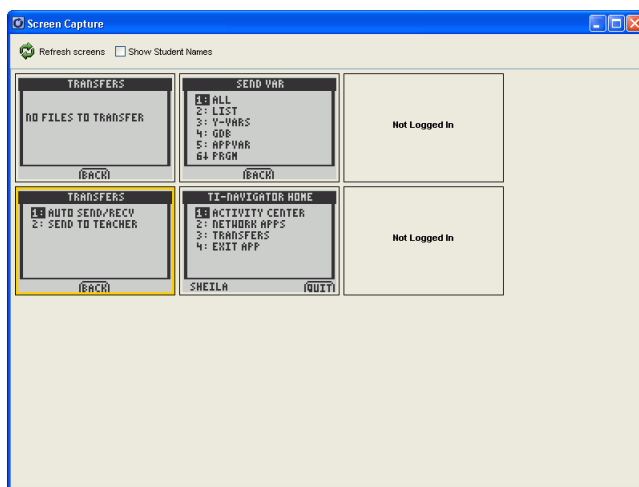 Screen Capture
Refresh screens Show Student Names
TRANSFERS
NO FILES TO TRANSFER
(BACK)
SEND VAR
1: ALL
2: LIST
3: Y-VARS
4: GDB
5: APPVAR
6↓ PRGM
(BACK)
Not Logged In
TRANSFERS
1: AUTO SEND/RECV
2: SEND TO TEACHER
(BACK)
TI-NAVIGATOR HOME
1: ACTIVITY CENTER
2: NETWORK APPS
3: TRANSFERS
4: EXIT APP
SHEILA (QUIT)
Not Logged In